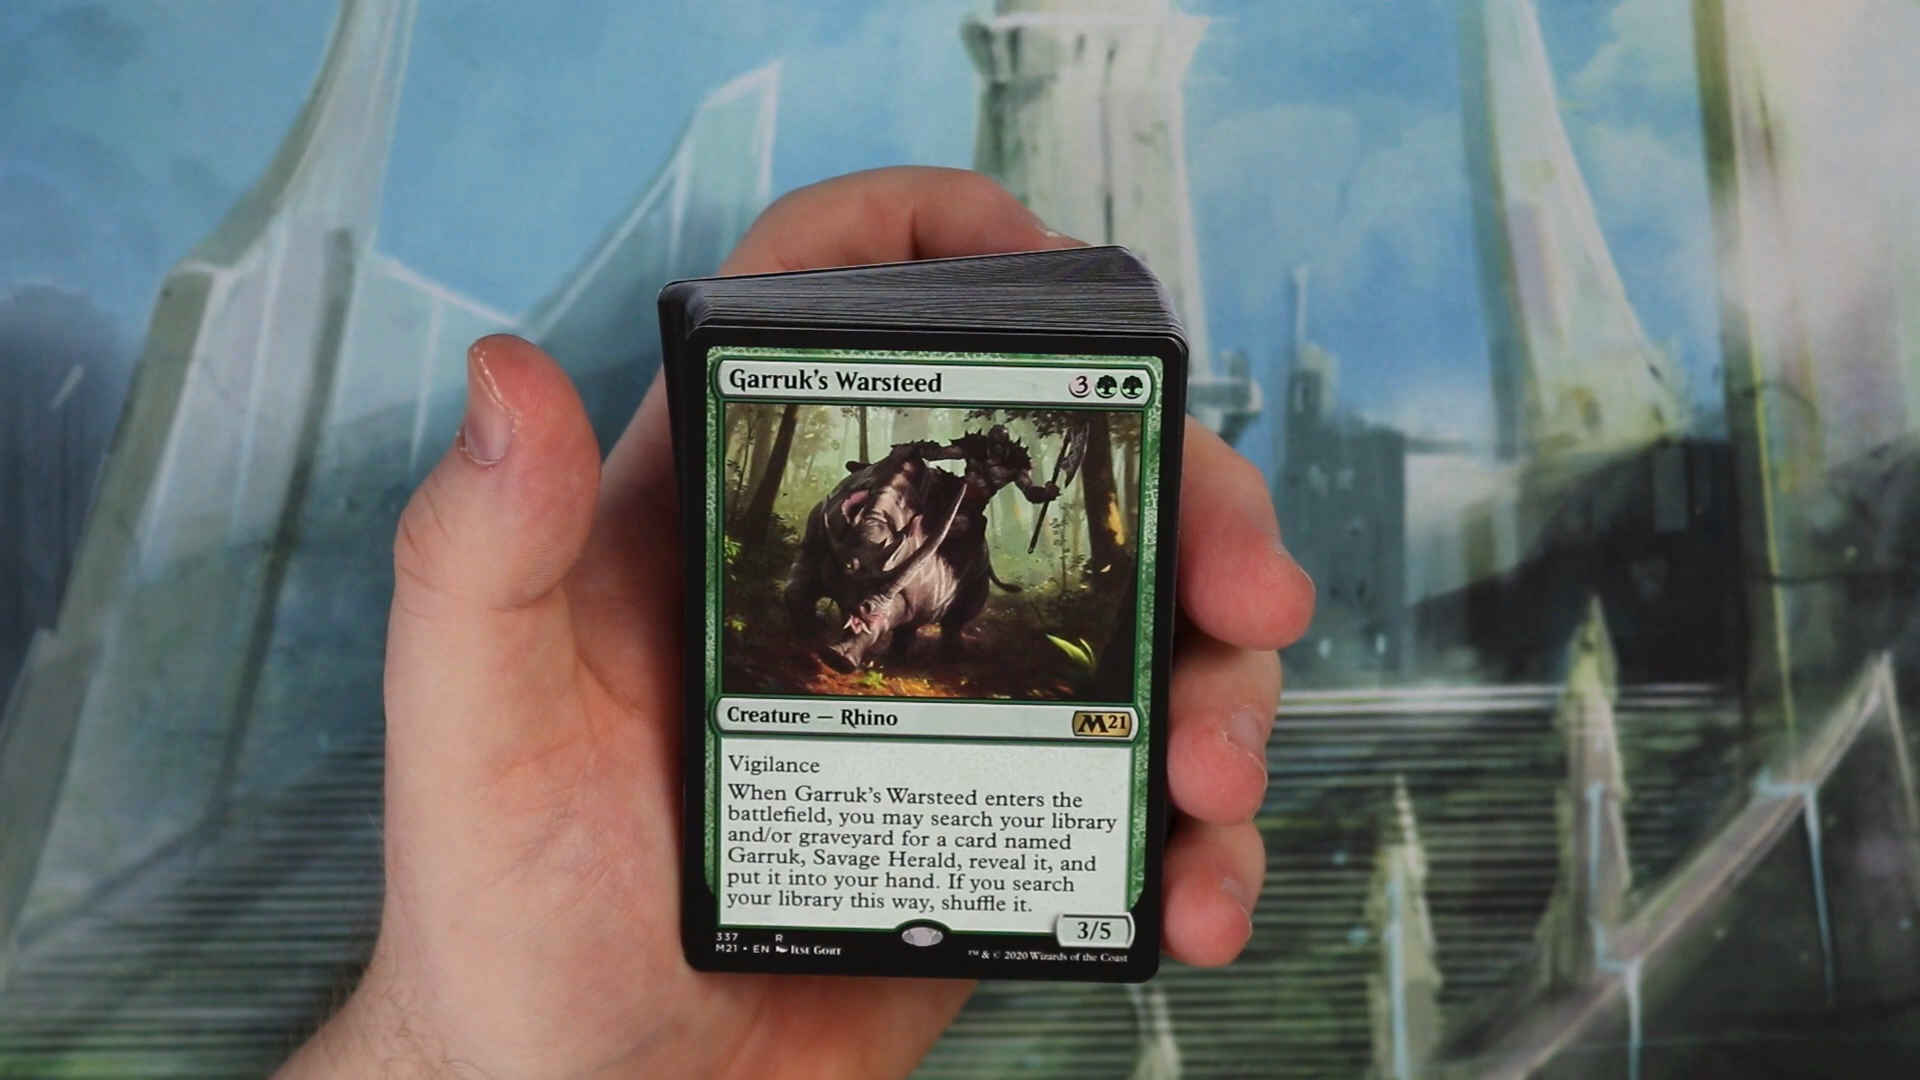 Garruk's Warsteed 3
Creature — Rhino M21
Vigilance
When Garruk's Warsteed enters the
battlefield, you may search your library
and/or graveyard for a card named
Garruk, Savage Herald, reveal it, and
put it into your hand. If you search
your library this way, shuffle it.
3/5
337 R
M21 • EN Ilse Gort
™ & © 2020 Wizards of the Coast